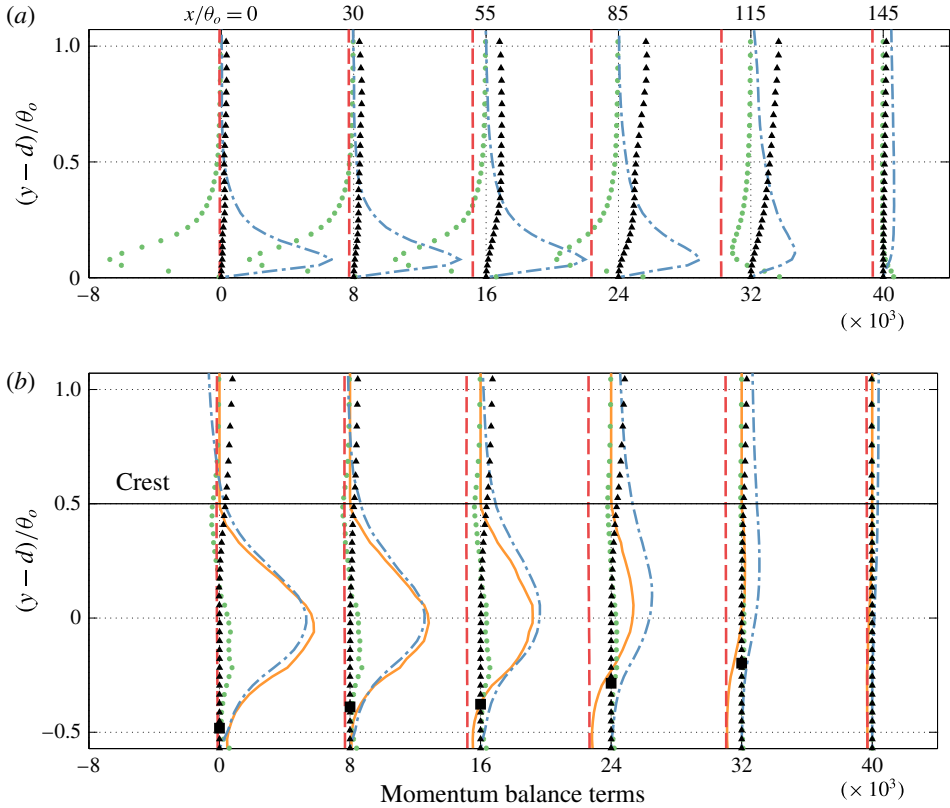 (a) x/θo = 0 30 55 85 115 145
1.0
0.5
0
(y − d)/θo
−8 0 8 16 24 32 40
(× 10³)
(b)
1.0
Crest
0.5
0
−0.5
(y − d)/θo
−8 0 8 16 24 32 40
Momentum balance terms (× 10³)